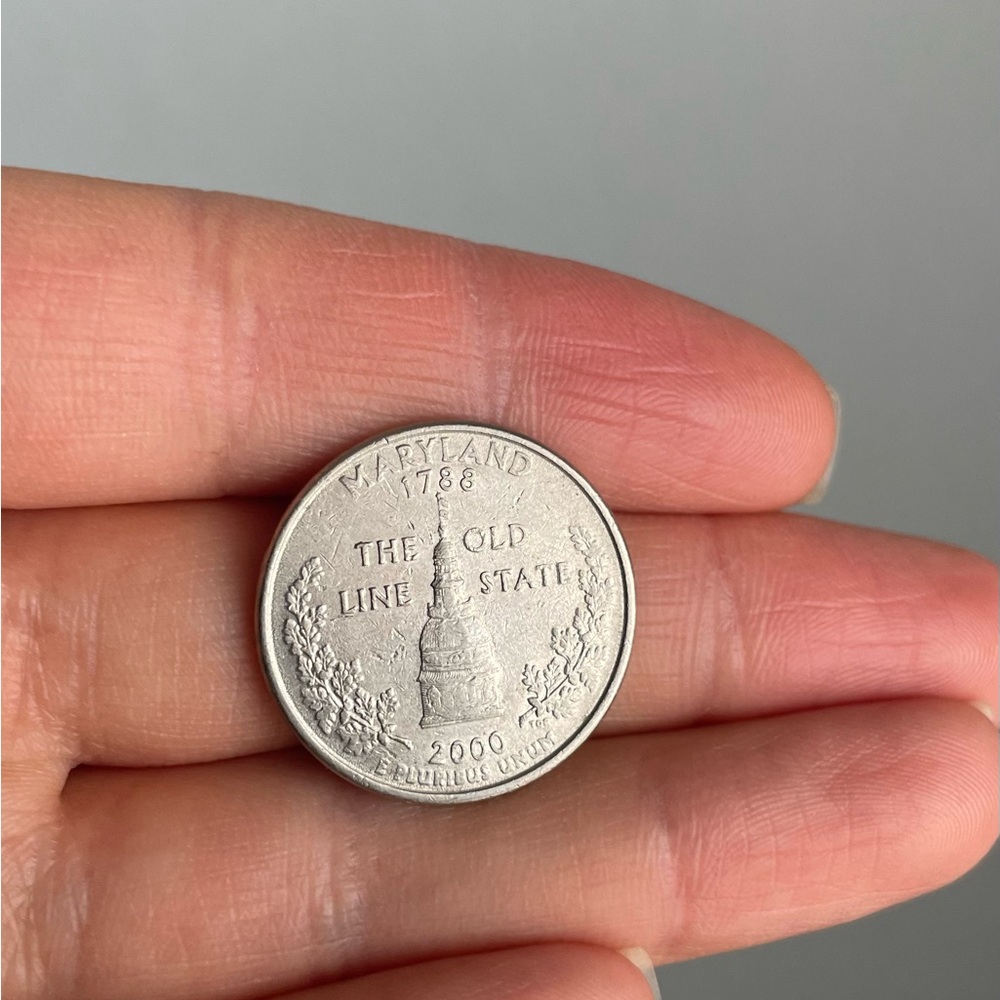 MARYLAND
1788
THE OLD
LINE STATE
2000
E PLURIBUS UNUM